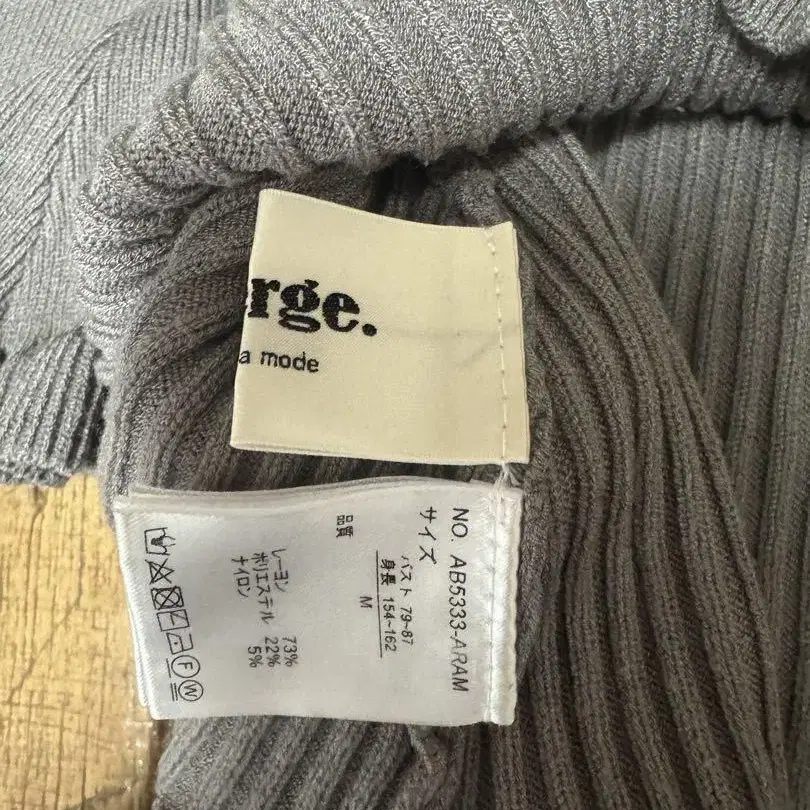 rge.
a mode
NO. AB5333-ARAM
サイズ
バスト 79~87
身長 154~162
M
品質
レーヨン 73%
ポリエステル 22%
ナイロン 5%
F W